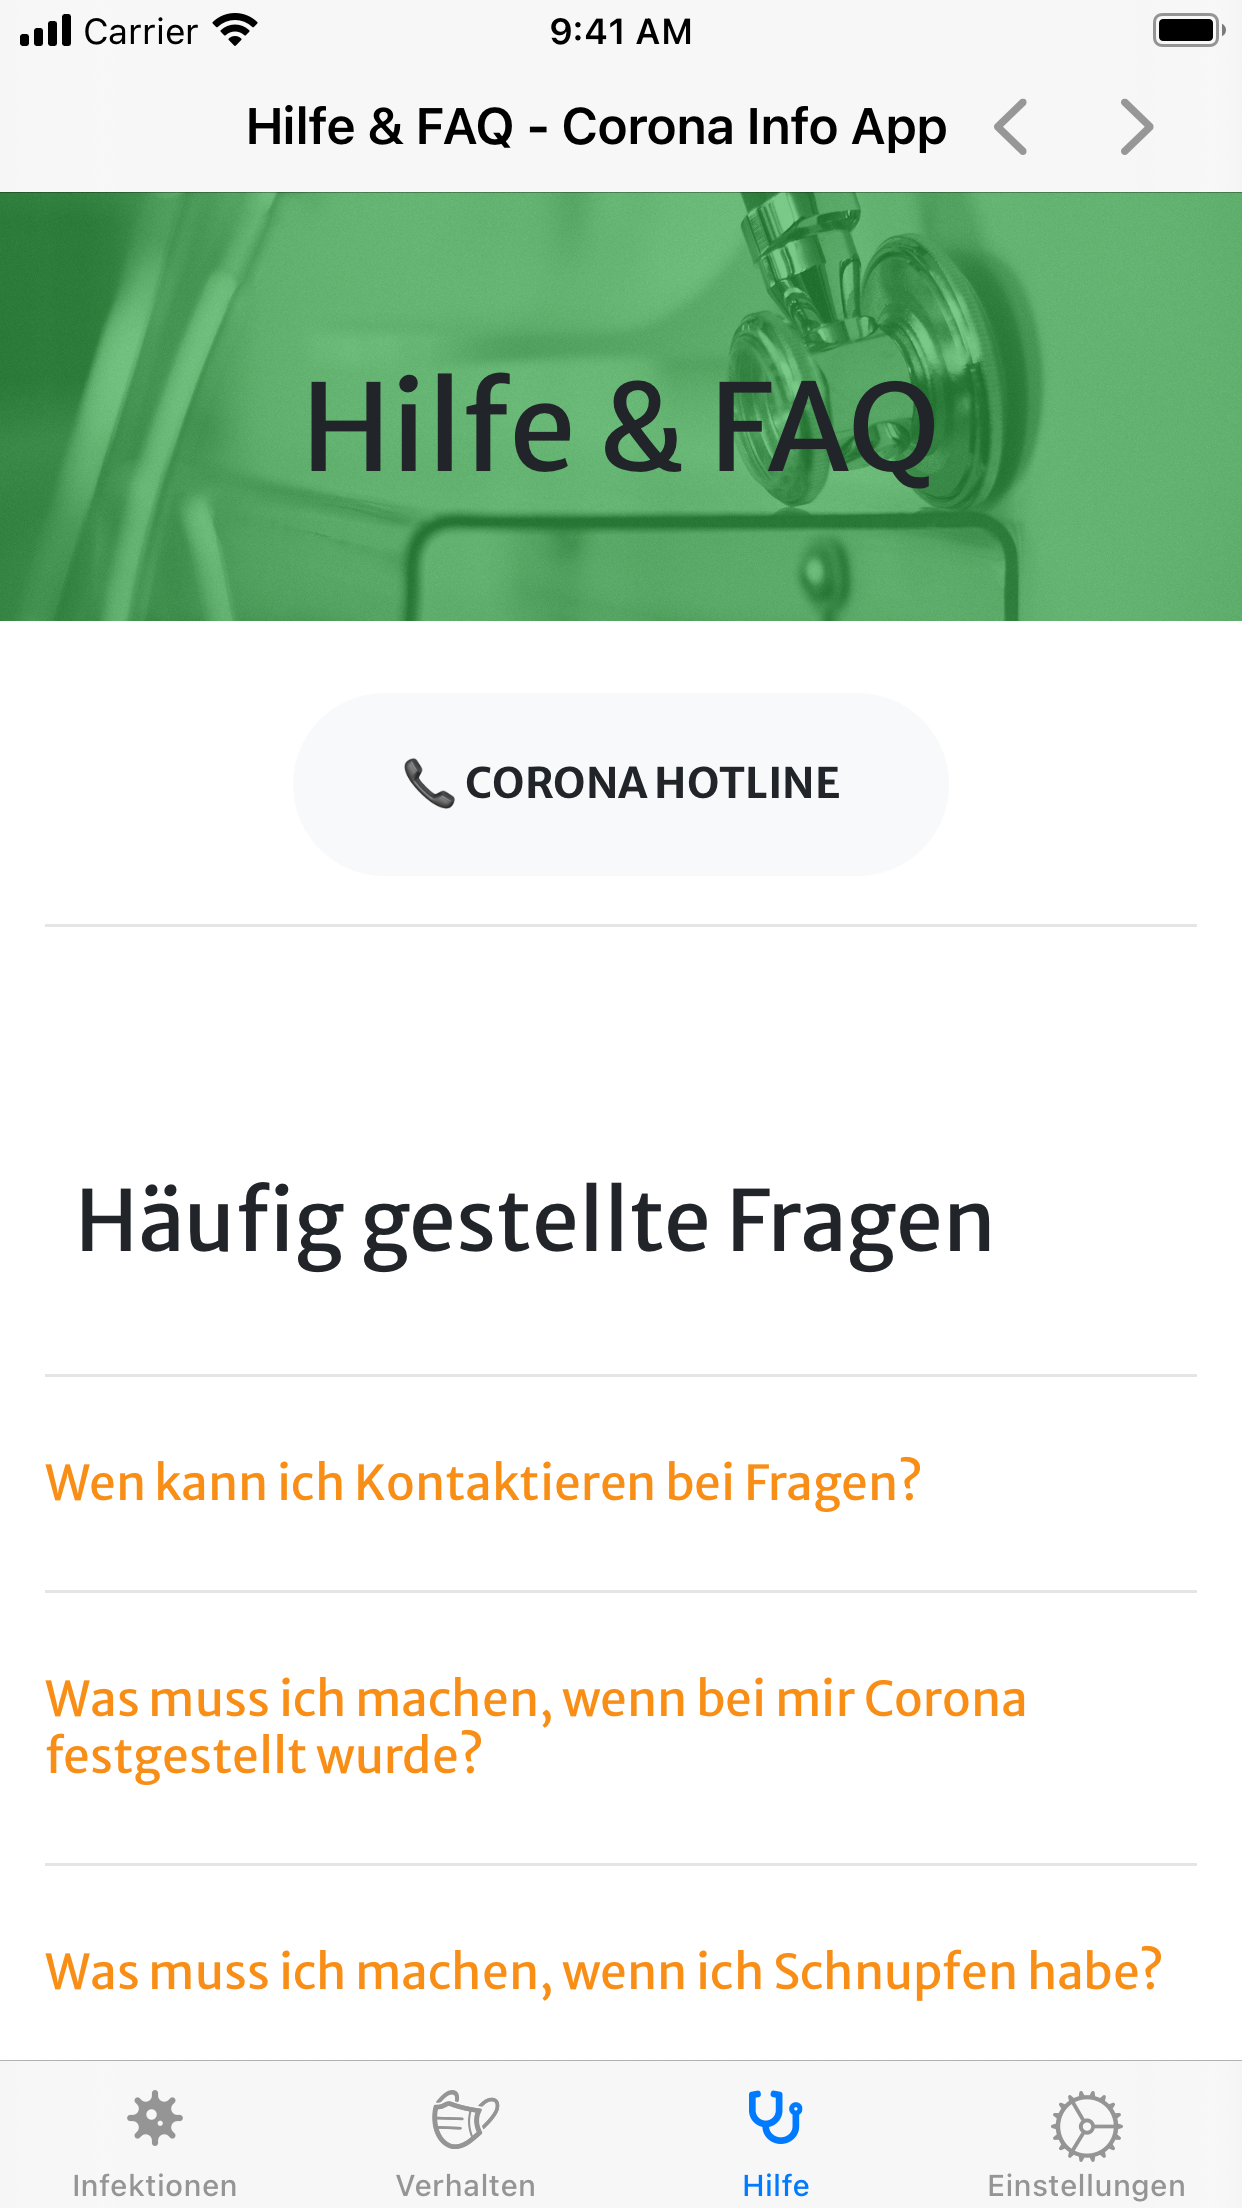 Carrier
9:41 AM
Hilfe & FAQ - Corona Info App
Hilfe & FAQ
CORONA HOTLINE
Häufig gestellte Fragen
Wen kann ich Kontaktieren bei Fragen?
Was muss ich machen, wenn bei mir Corona
festgestellt wurde?
Was muss ich machen, wenn ich Schnupfen habe?
Infektionen
Verhalten
Hilfe
Einstellungen